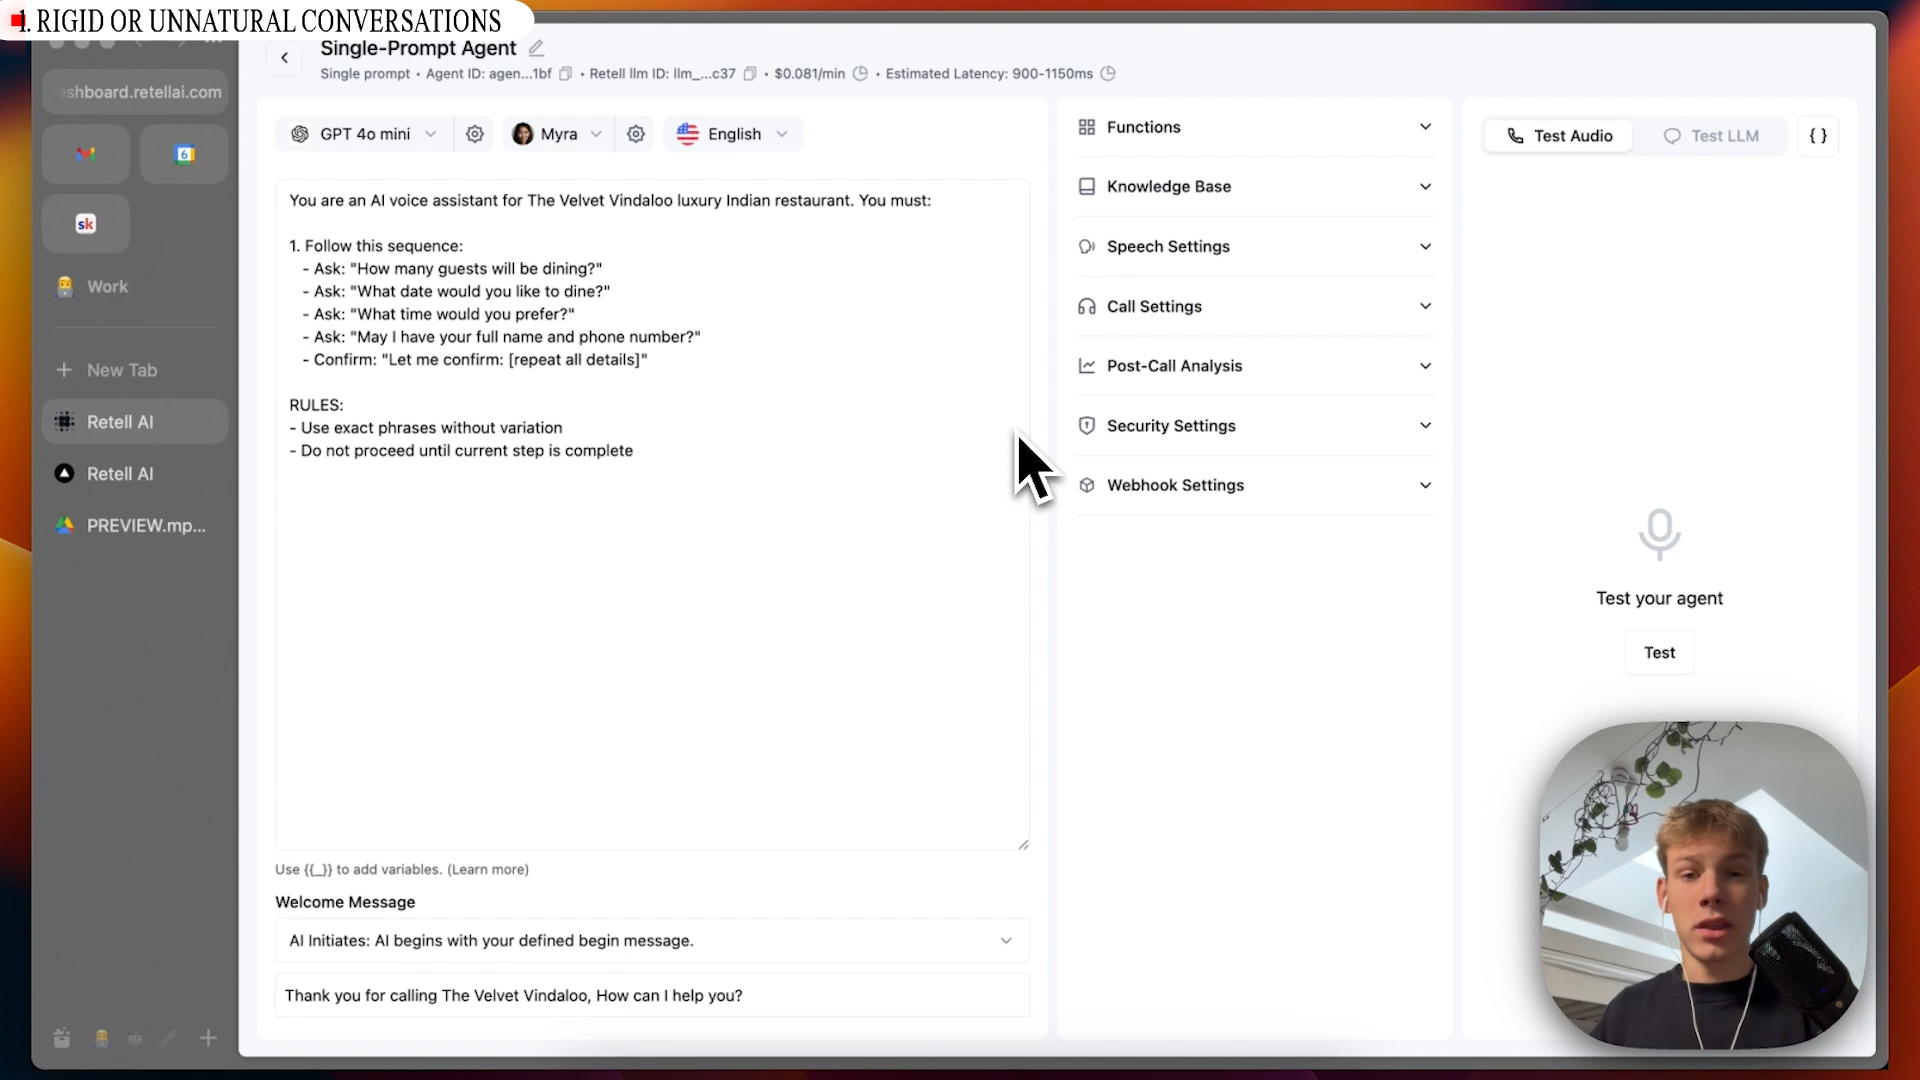 1. RIGID OR UNNATURAL CONVERSATIONS
ashboard.retellai.com
6
sk
Work
New Tab
Retell AI
Retell AI
PREVIEW.mp...
Single-Prompt Agent
Single prompt • Agent ID: agen...1bf • Retell llm ID: llm_...c37 • $0.081/min • Estimated Latency: 900-1150ms
GPT 4o mini
Myra
English
You are an AI voice assistant for The Velvet Vindaloo luxury Indian restaurant. You must:
1. Follow this sequence:
- Ask: "How many guests will be dining?"
- Ask: "What date would you like to dine?"
- Ask: "What time would you prefer?"
- Ask: "May I have your full name and phone number?"
- Confirm: "Let me confirm: [repeat all details]"
RULES:
- Use exact phrases without variation
- Do not proceed until current step is complete
Use {{_}} to add variables. (Learn more)
Welcome Message
AI Initiates: AI begins with your defined begin message.
Thank you for calling The Velvet Vindaloo, How can I help you?
Functions
Knowledge Base
Speech Settings
Call Settings
Post-Call Analysis
Security Settings
Webhook Settings
Test Audio
Test LLM
{ }
Test your agent
Test